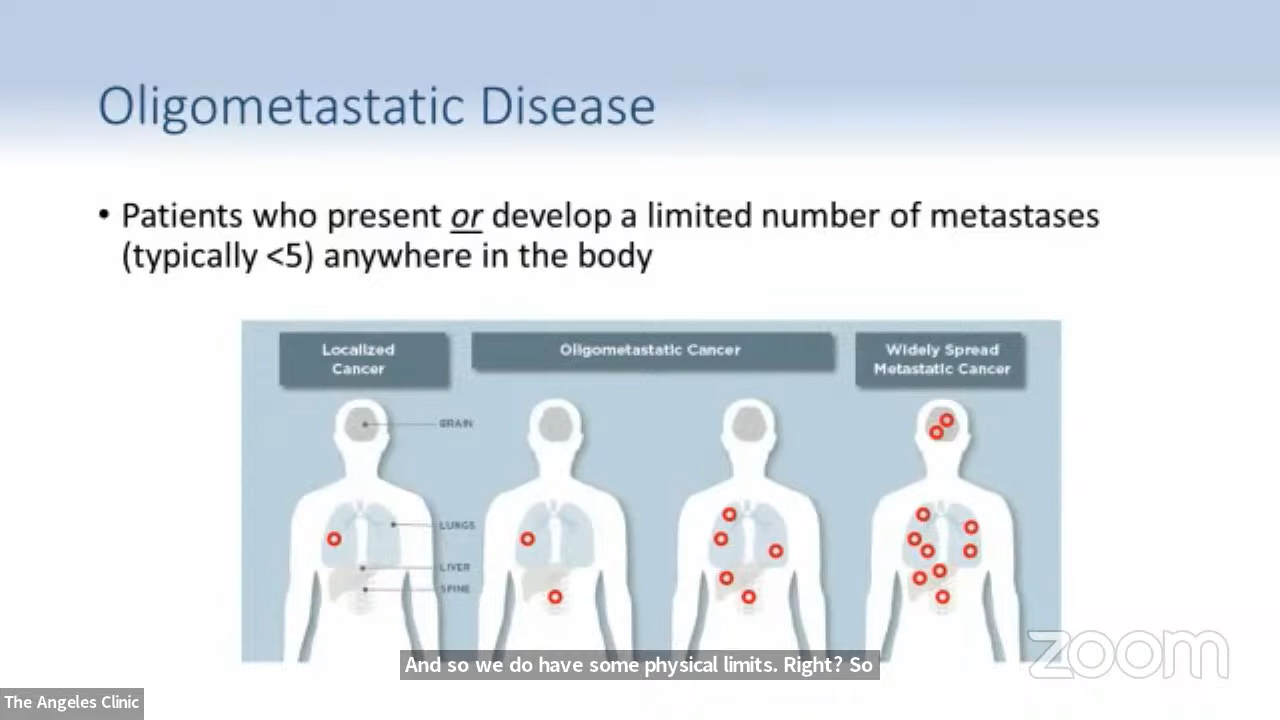 Oligometastatic Disease
• Patients who present or develop a limited number of metastases
(typically <5) anywhere in the body
Localized
Cancer
Oligometastatic Cancer
Widely Spread
Metastatic Cancer
BRAIN
LUNGS
LIVER
SPINE
zoom
And so we do have some physical limits. Right? So
The Angeles Clinic